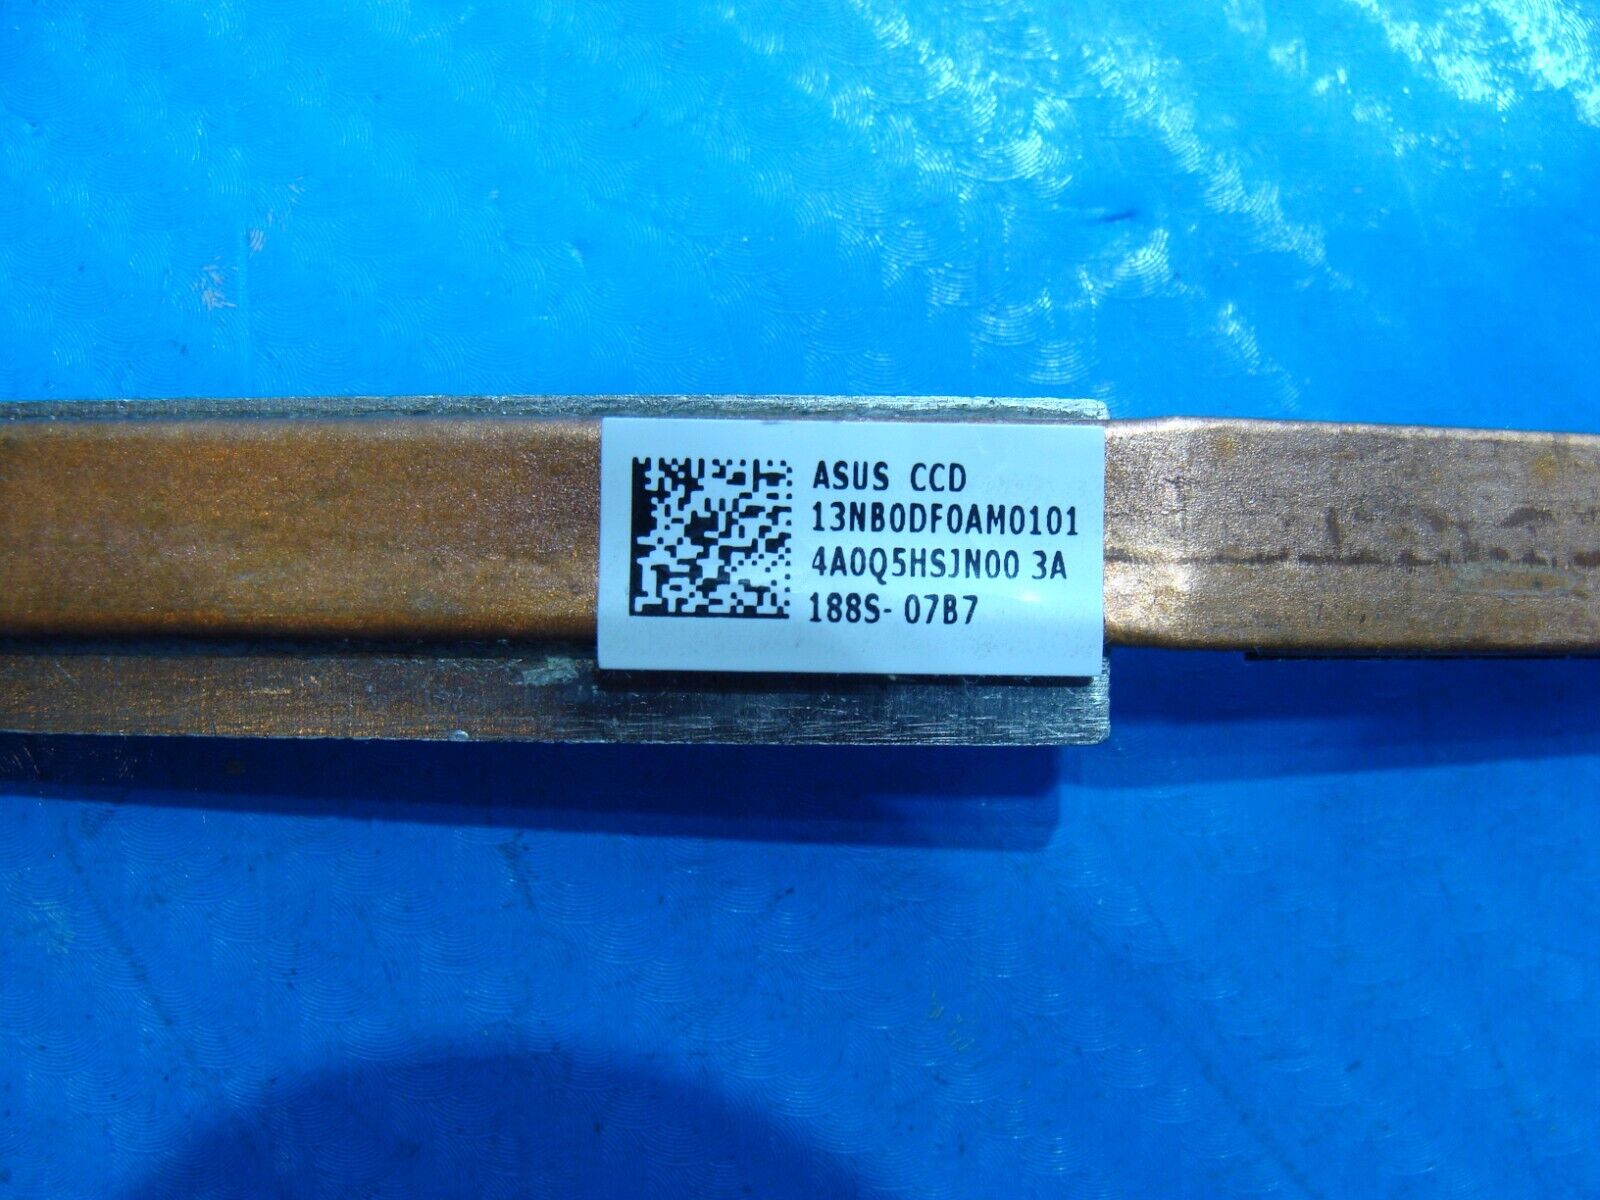 ASUS CCD
13NB0DF0AM0101
4A0Q5HSJN00 3A
188S- 07B7